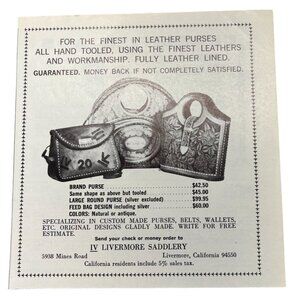 FOR THE FINEST IN LEATHER PURSES
ALL HAND TOOLED, USING THE FINEST LEATHERS
AND WORKMANSHIP. FULLY LEATHER LINED.
GUARANTEED. MONEY BACK IF NOT COMPLETELY SATISFIED.
20
BRAND PURSE $42.50
Same shape as above but tooled $45.00
LARGE ROUND PURSE (silver excluded) $99.95
FEED BAG DESIGN including silver $60.00
COLORS: Natural or antique.
SPECIALIZING IN CUSTOM MADE PURSES, BELTS, WALLETS,
ETC. ORIGINAL DESIGNS GLADLY MADE. WRITE FOR FREE
ESTIMATE.
Send your check or money order to
IV LIVERMORE SADDLERY
5938 Mines Road Livermore, California 94550
California residents include 5% sales tax.